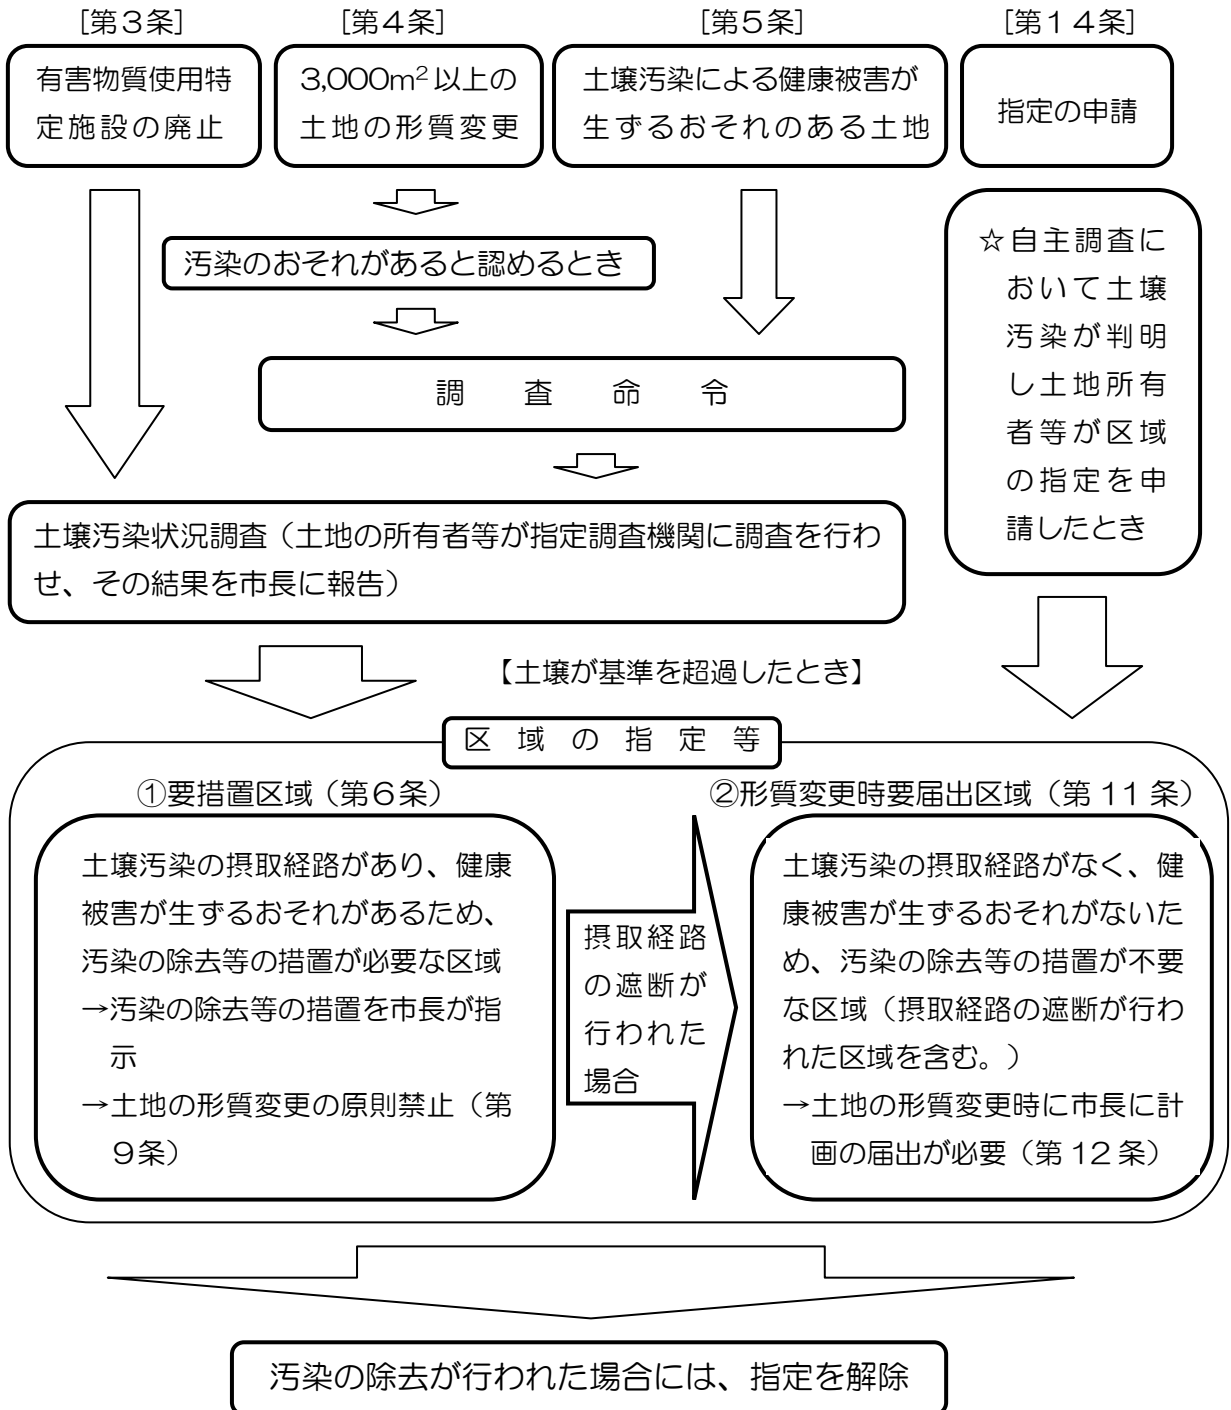 [第3条]
[第4条]
[第5条]
[第14条]
有害物質使用特
定施設の廃止
3,000m²以上の
土地の形質変更
土壌汚染による健康被害が
生ずるおそれのある土地
指定の申請
汚染のおそれがあると認めるとき
☆自主調査に
おいて土壌
汚染が判明
し土地所有
者等が区域
の指定を申
請したとき
調査命令
土壌汚染状況調査（土地の所有者等が指定調査機関に調査を行わ
せ、その結果を市長に報告）
【土壌が基準を超過したとき】
区域の指定等
①要措置区域（第6条）
土壌汚染の摂取経路があり、健康
被害が生ずるおそれがあるため、
汚染の除去等の措置が必要な区域
→汚染の除去等の措置を市長が指
示
→土地の形質変更の原則禁止（第
9条）
摂取経路
の遮断が
行われた
場合
②形質変更時要届出区域（第11条）
土壌汚染の摂取経路がなく、健
康被害が生ずるおそれがないた
め、汚染の除去等の措置が不要
な区域（摂取経路の遮断が行わ
れた区域を含む。）
→土地の形質変更時に市長に計
画の届出が必要（第12条）
汚染の除去が行われた場合には、指定を解除